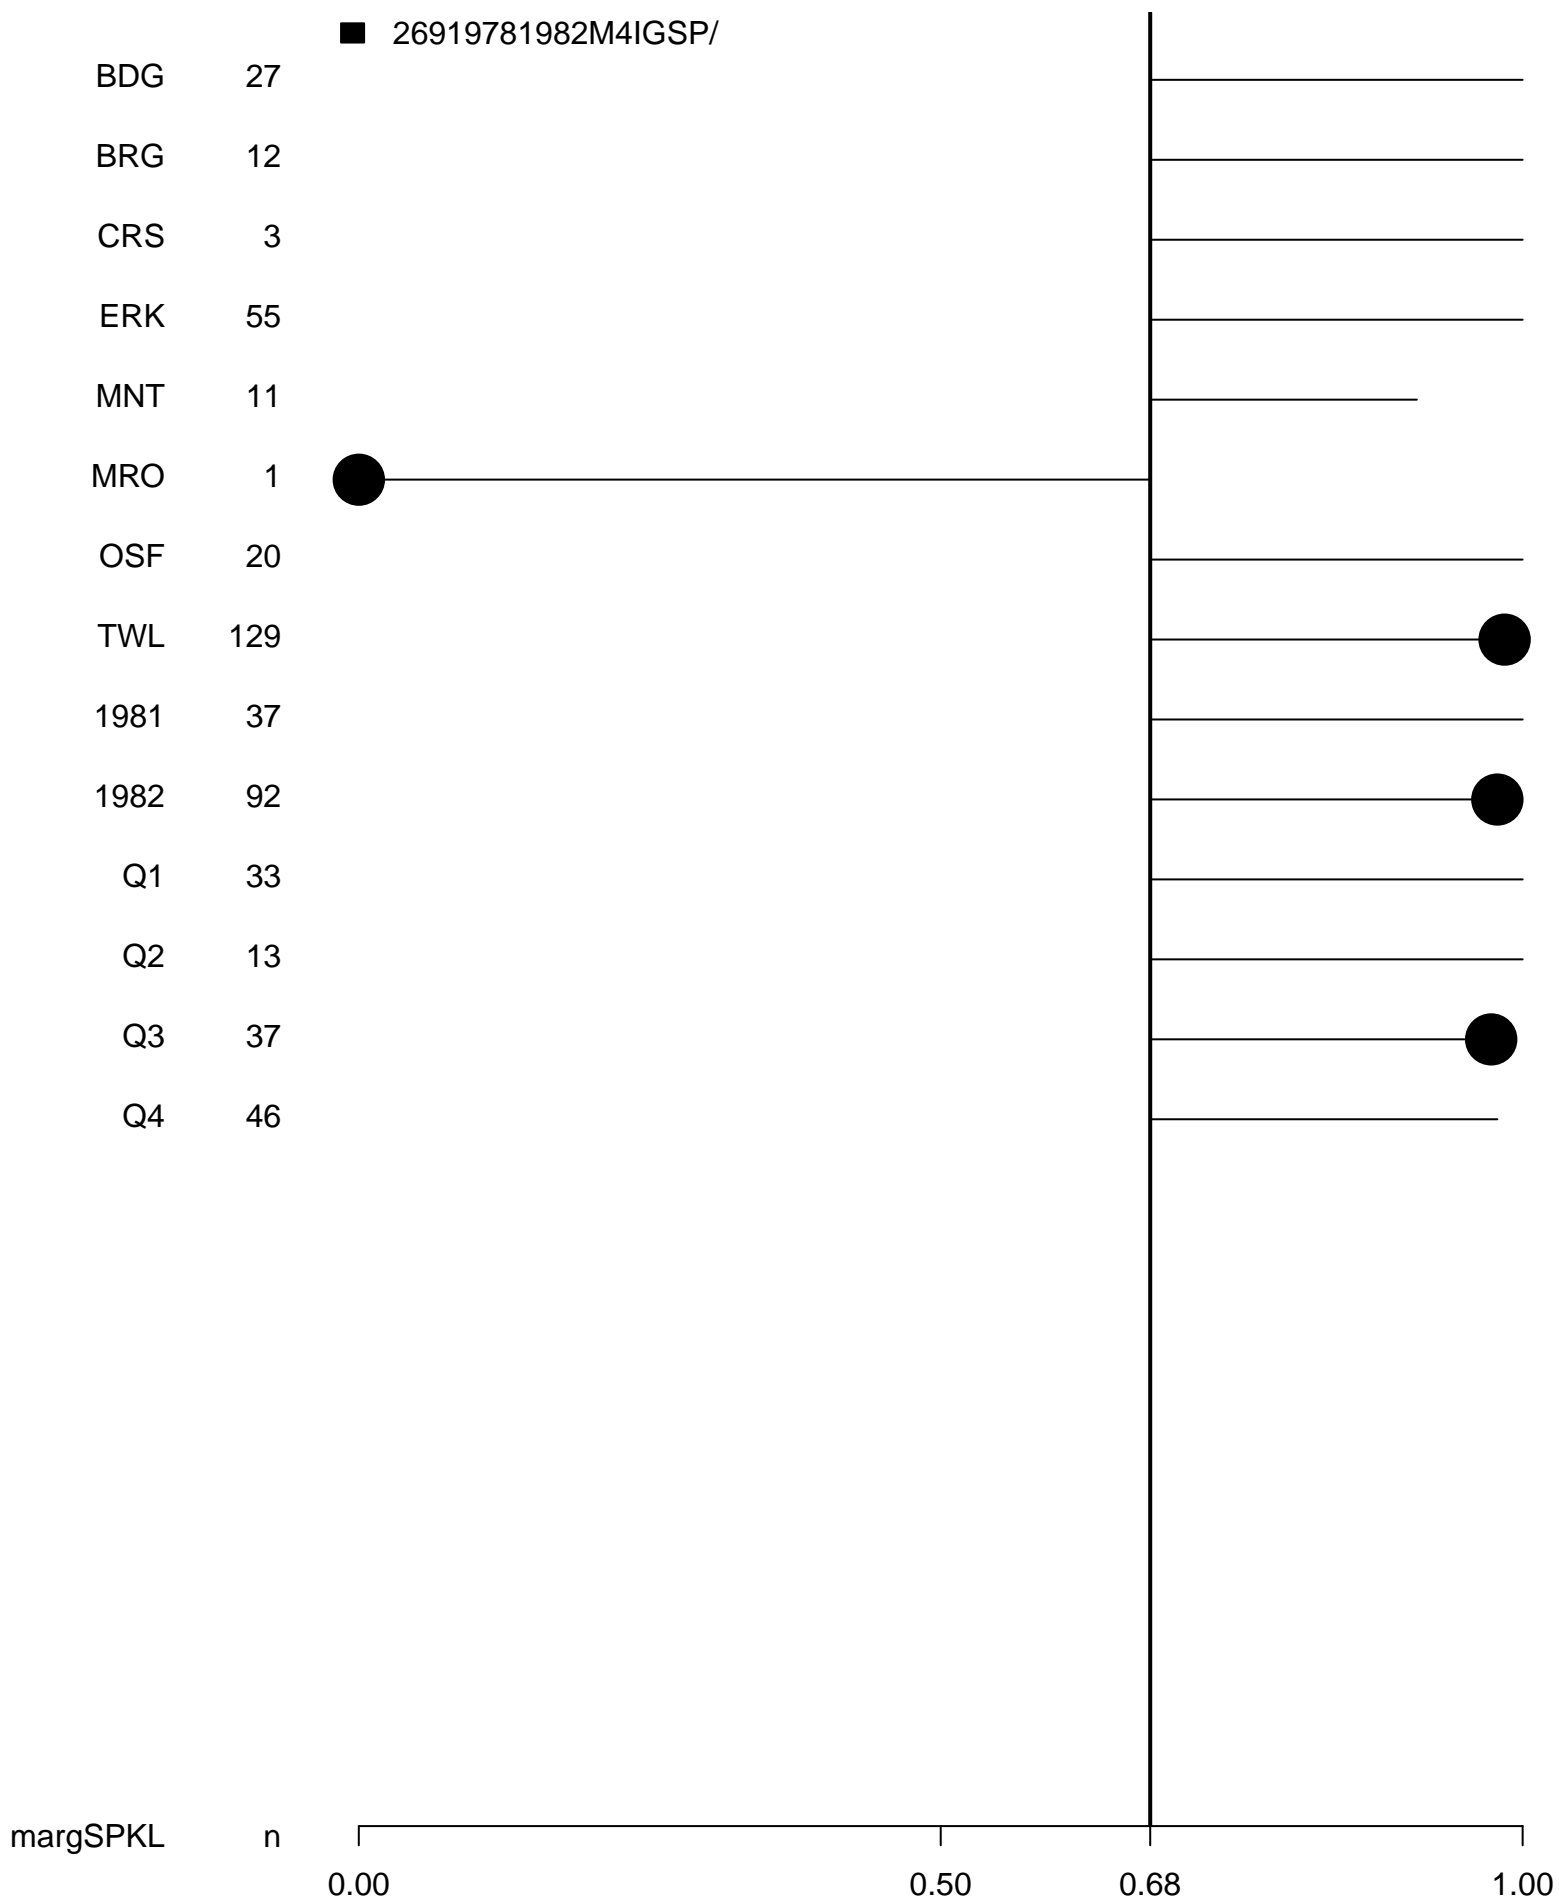 26919781982M4IGSP/
BDG 27
BRG 12
CRS 3
ERK 55
MNT 11
MRO 1
OSF 20
TWL 129
1981 37
1982 92
Q1 33
Q2 13
Q3 37
Q4 46
margSPKL n
0.00 0.50 0.68 1.00